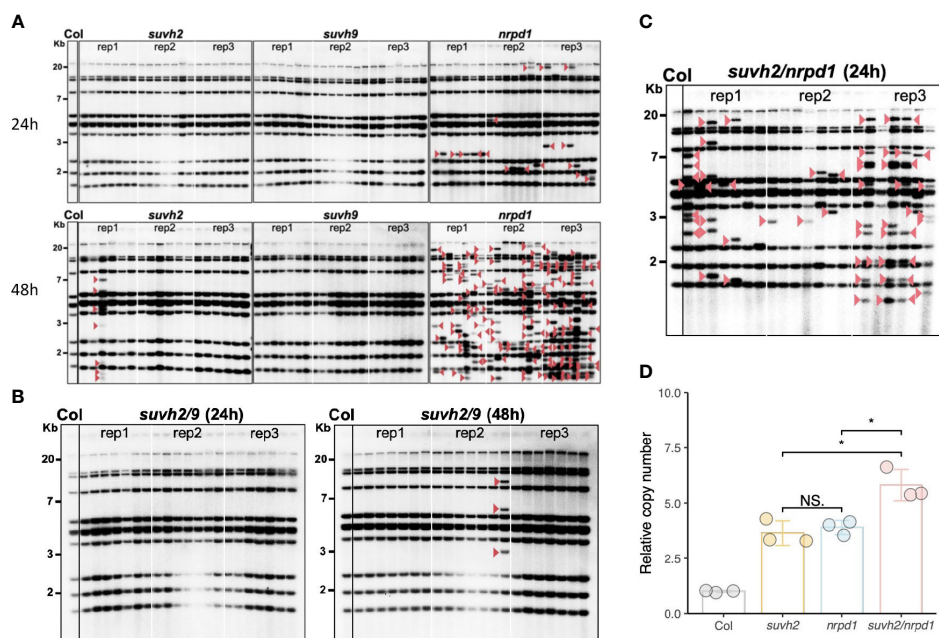 A
Col suvh2 suvh9 nrpd1
Kb rep1 rep2 rep3 rep1 rep2 rep3 rep1 rep2 rep3
20
7
24h
3
2
suvh2 suvh9 nrpd1
Kb rep1 rep2 rep3 rep1 rep2 rep3 rep1 rep2 rep3
20
7
48h
3
2
B
Col suvh2/9 (24h) Col suvh2/9 (48h)
Kb rep1 rep2 rep3 Kb rep1 rep2 rep3
20 20
7 7
3 3
2 2
C
suvh2/nrpd1 (24h)
Col rep1 rep2 rep3
Kb
20
7
3
2
D
10.0
*
7.5
*
NS.
5.0
2.5
0.0
Relative copy number
Col suvh2 nrpd1 suvh2/nrpd1